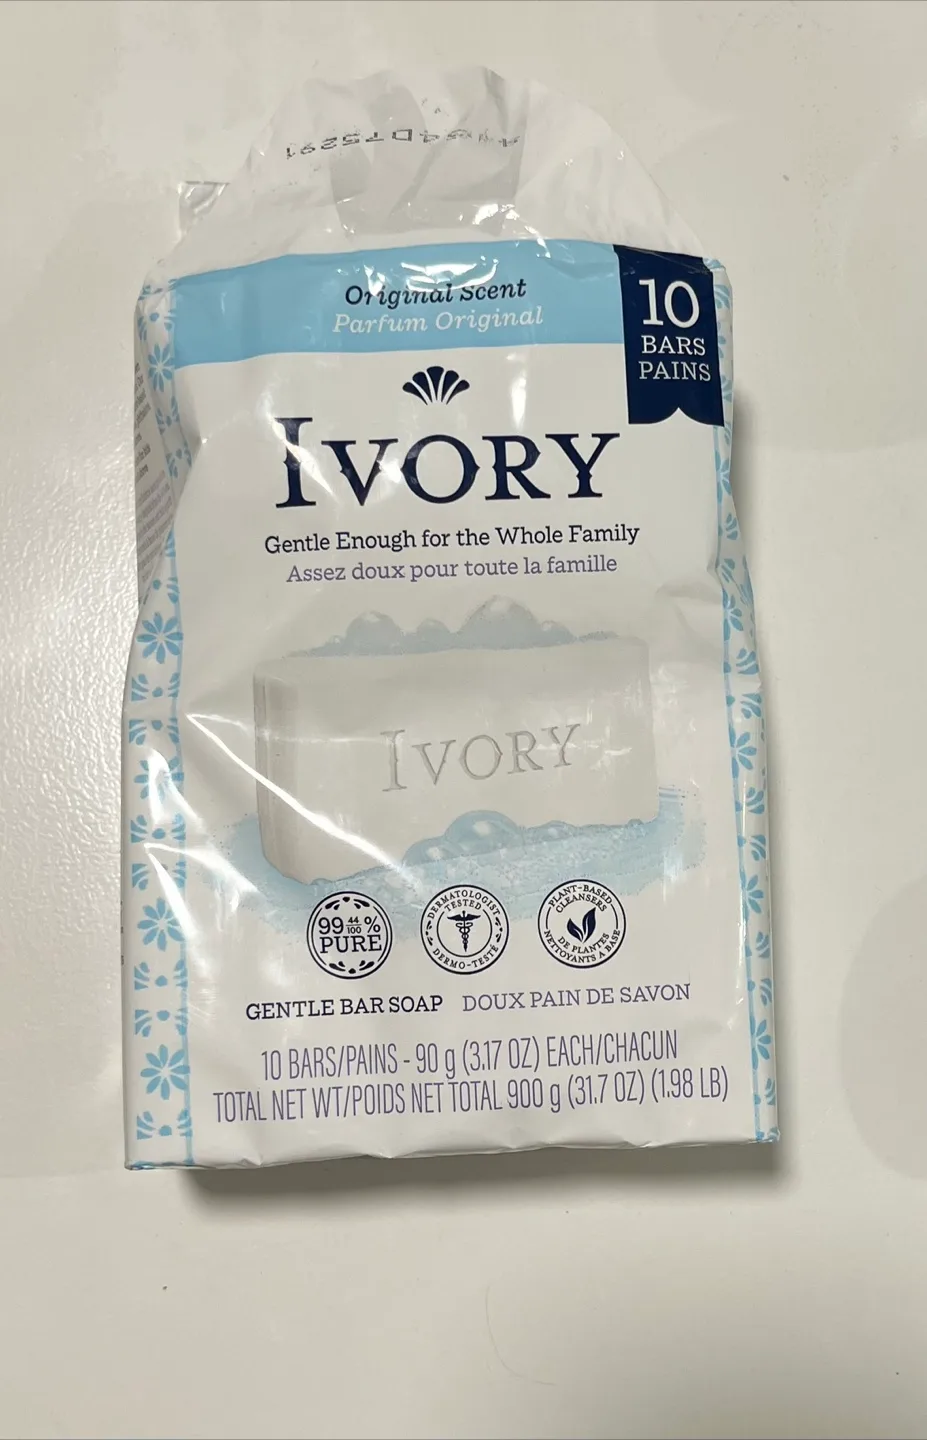 Original Scent
Parfum Original
10
BARS
PAINS
IVORY
Gentle Enough for the Whole Family
Assez doux pour toute la famille
IVORY
99 44/100 %
PURE
DERMATOLOGIST
TESTED
DERMO-TESTÉ
PLANT-BASED
CLEANSERS
NETTOYANTS À BASE
DE PLANTES
GENTLE BAR SOAP DOUX PAIN DE SAVON
10 BARS/PAINS - 90 g (3.17 OZ) EACH/CHACUN
TOTAL NET WT/POIDS NET TOTAL 900 g (31.7 OZ) (1.98 LB)